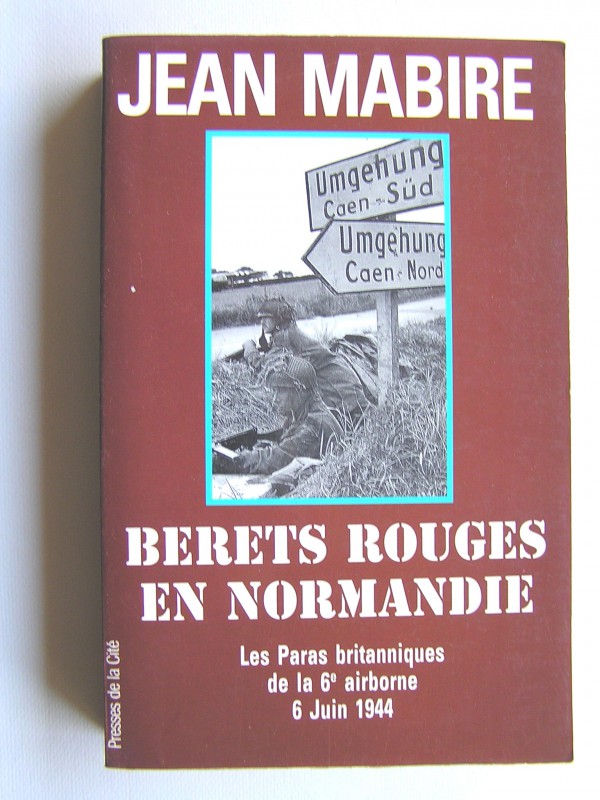 JEAN MABIRE
Umgehung
Caen - Süd
Umgehung
Caen - Nord
BERETS ROUGES
EN NORMANDIE
Les Paras britanniques
de la 6e airborne
6 Juin 1944
Presses de la Cité